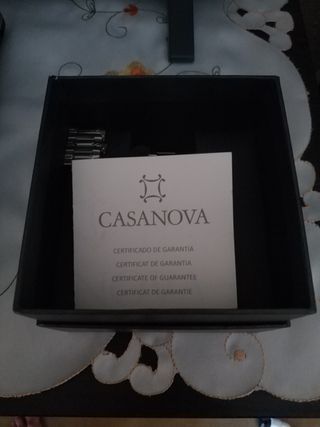 CASANOVA
CERTIFICADO DE GARANTIA
CERTIFICAT DE GARANTIA
CERTIFICATE OF GUARANTEE
CERTIFICAT DE GARANTIE